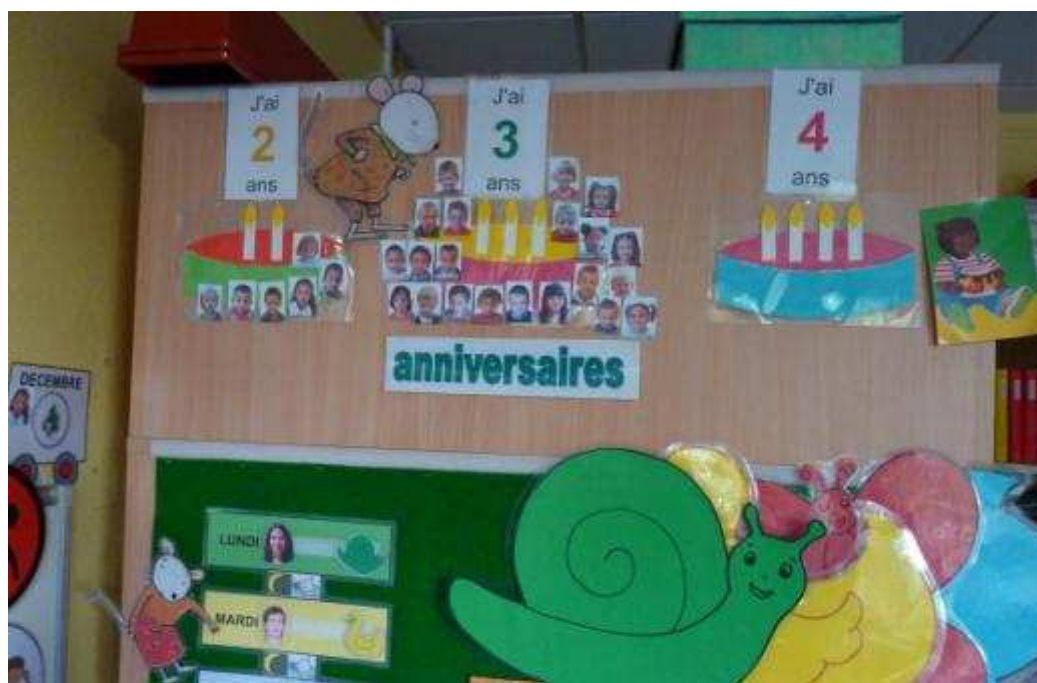 J'ai
2
ans
J'ai
3
ans
J'ai
4
ans
anniversaires
DECEMBRE
LUNDI
MARDI